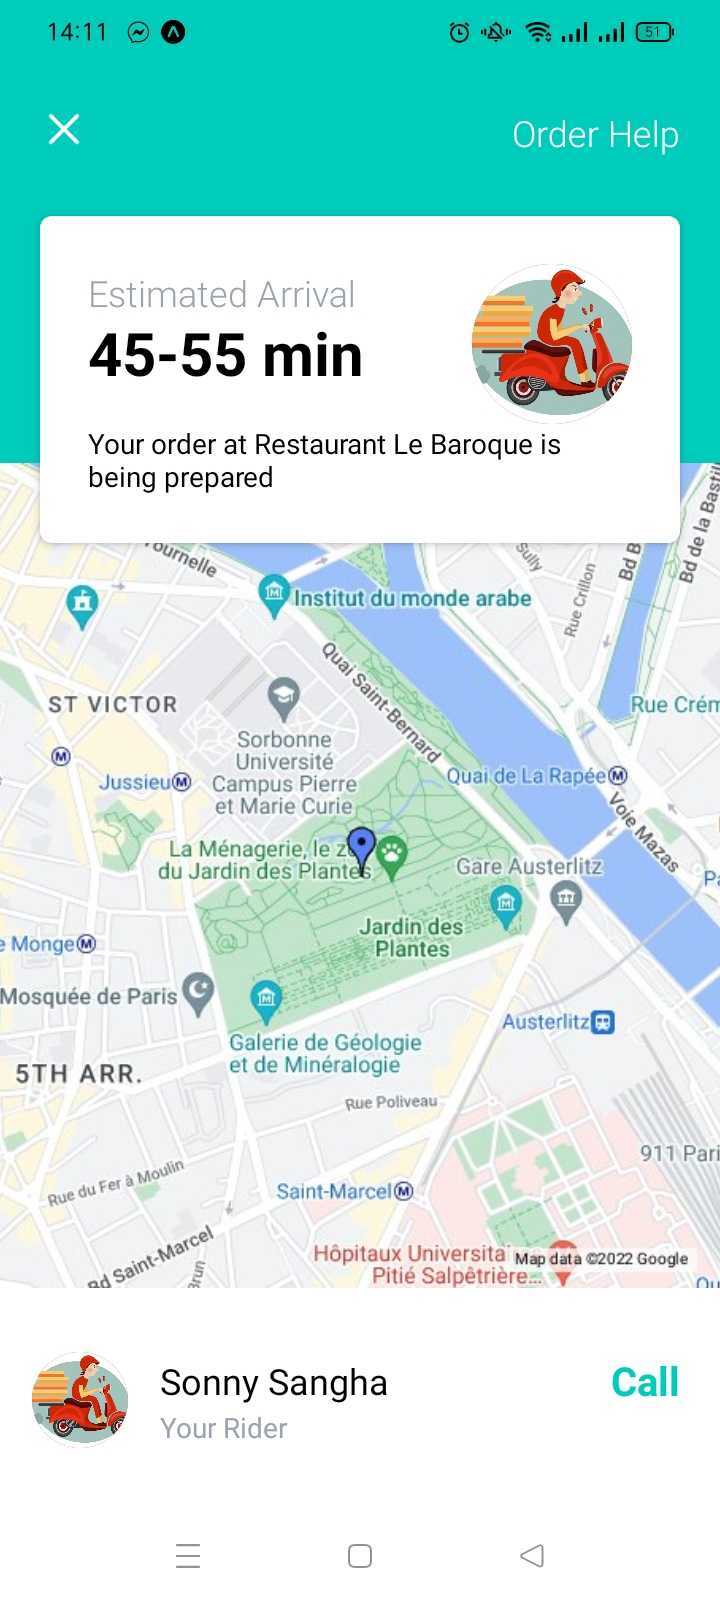 14:11
51
Order Help
Estimated Arrival
45-55 min
Your order at Restaurant Le Baroque is
being prepared
Tournelle
Sully
Bd B
Bd de la Bastil
Rue Crillon
Institut du monde arabe
Quai Saint-Bernard
ST VICTOR
Rue Crém
Sorbonne
Université
Campus Pierre
et Marie Curie
M
Jussieu M
Quai de La Rapée M
Voie Mazas
La Ménagerie, le z
du Jardin des Plantes
Gare Austerlitz
Pa
Jardin des
Plantes
e Monge M
Mosquée de Paris
Austerlitz
Galerie de Géologie
et de Minéralogie
5TH ARR.
Rue Poliveau
911 Pari
Rue du Fer à Moulin
Saint-Marcel M
Bd Saint-Marcel
Brun
Hôpitaux Universita
Pitié Salpêtrière...
Map data ©2022 Google
Qu
Sonny Sangha
Call
Your Rider